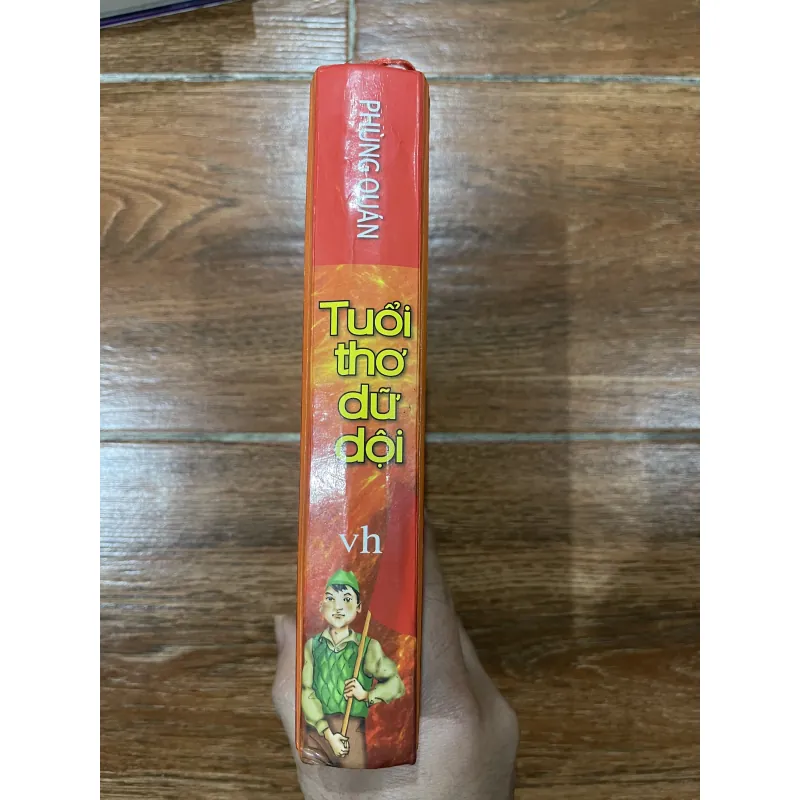 PHÙNG QUÁN
Tuổi
thơ
dữ
dội
vh